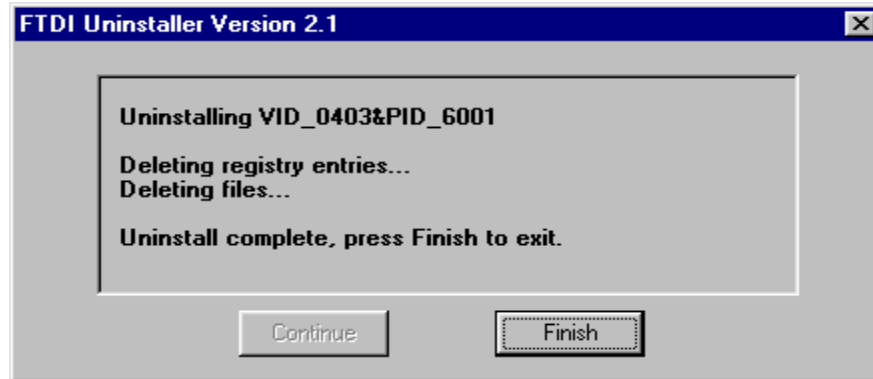 FTDI Uninstaller Version 2.1
Uninstalling VID_0403&PID_6001
Deleting registry entries...
Deleting files...
Uninstall complete, press Finish to exit.
Continue
Finish